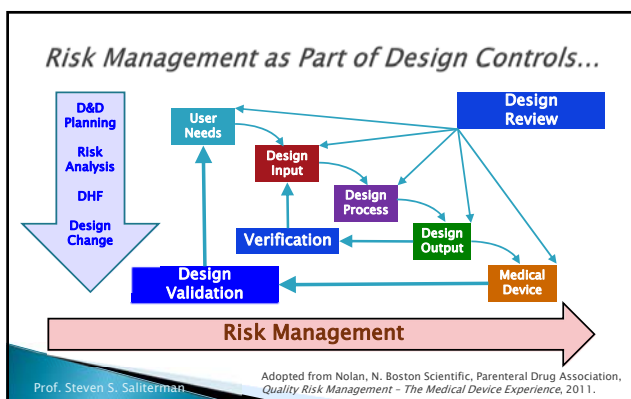 Risk Management as Part of Design Controls...
D&D
Planning
Risk
Analysis
DHF
Design
Change
User
Needs
Design
Review
Design
Input
Design
Process
Verification
Design
Output
Design
Validation
Medical
Device
Risk Management
Prof. Steven S. Saliterman
Adopted from Nolan, N. Boston Scientific, Parenteral Drug Association,
Quality Risk Management – The Medical Device Experience, 2011.